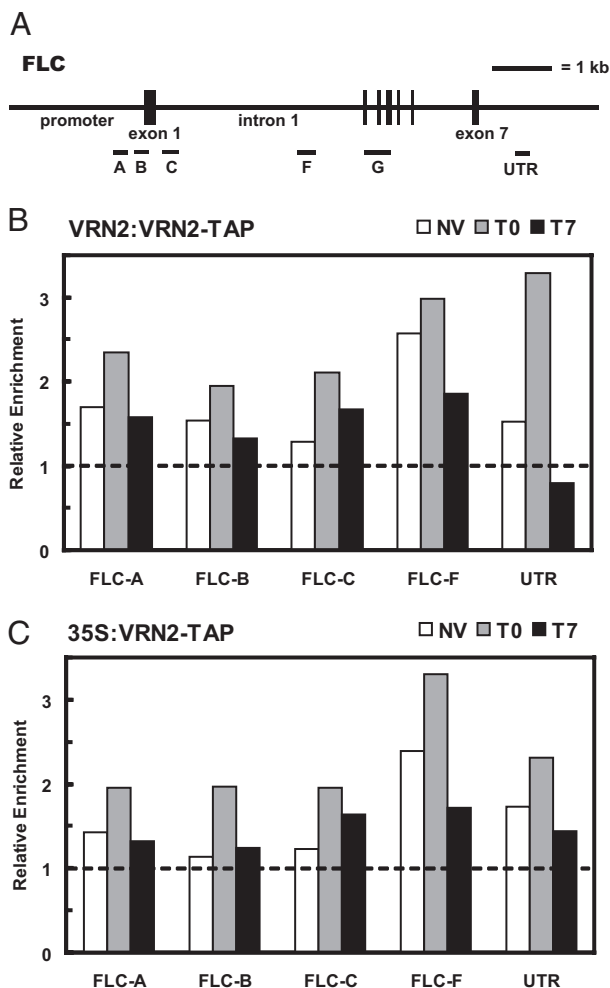 A
FLC
= 1 kb
promoter
exon 1
intron 1
exon 7
A B C F G UTR
B
VRN2:VRN2-TAP
NV T0 T7
Relative Enrichment
3
2
1
0
FLC-A FLC-B FLC-C FLC-F UTR
C
35S:VRN2-TAP
NV T0 T7
Relative Enrichment
3
2
1
0
FLC-A FLC-B FLC-C FLC-F UTR